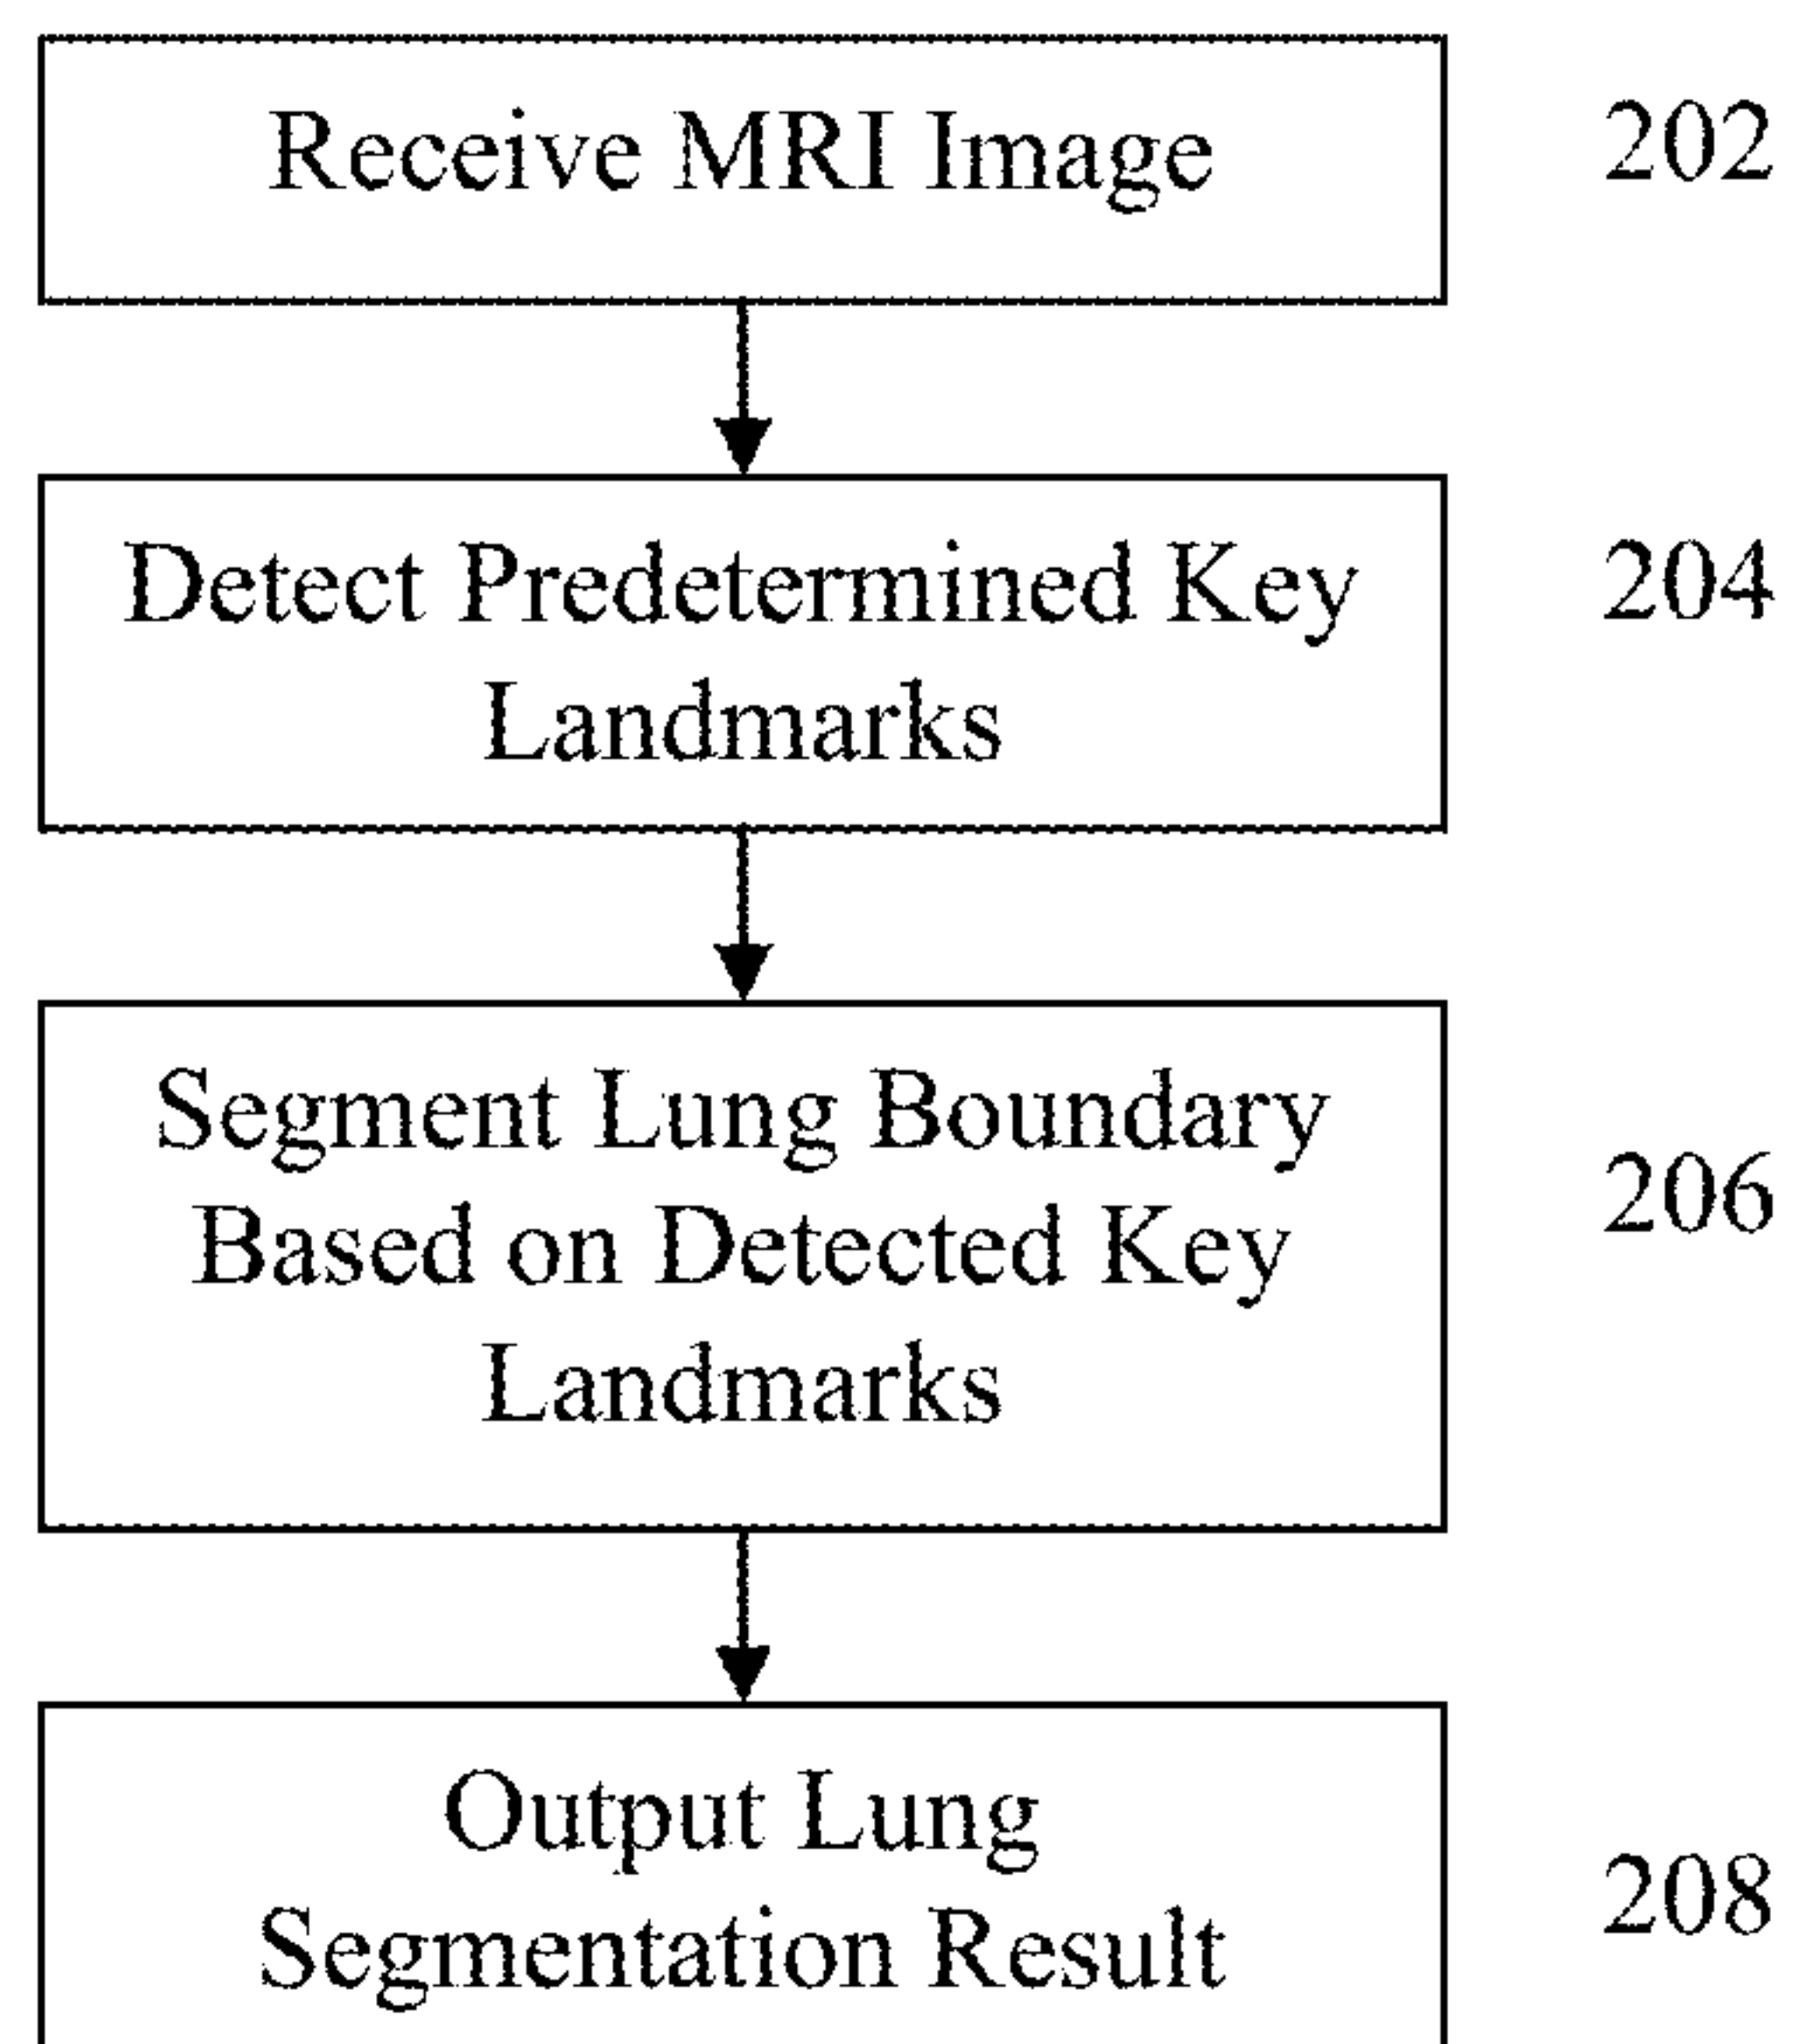 Receive MRI Image
202
Detect Predetermined Key
Landmarks
204
Segment Lung Boundary
Based on Detected Key
Landmarks
206
Output Lung
Segmentation Result
208